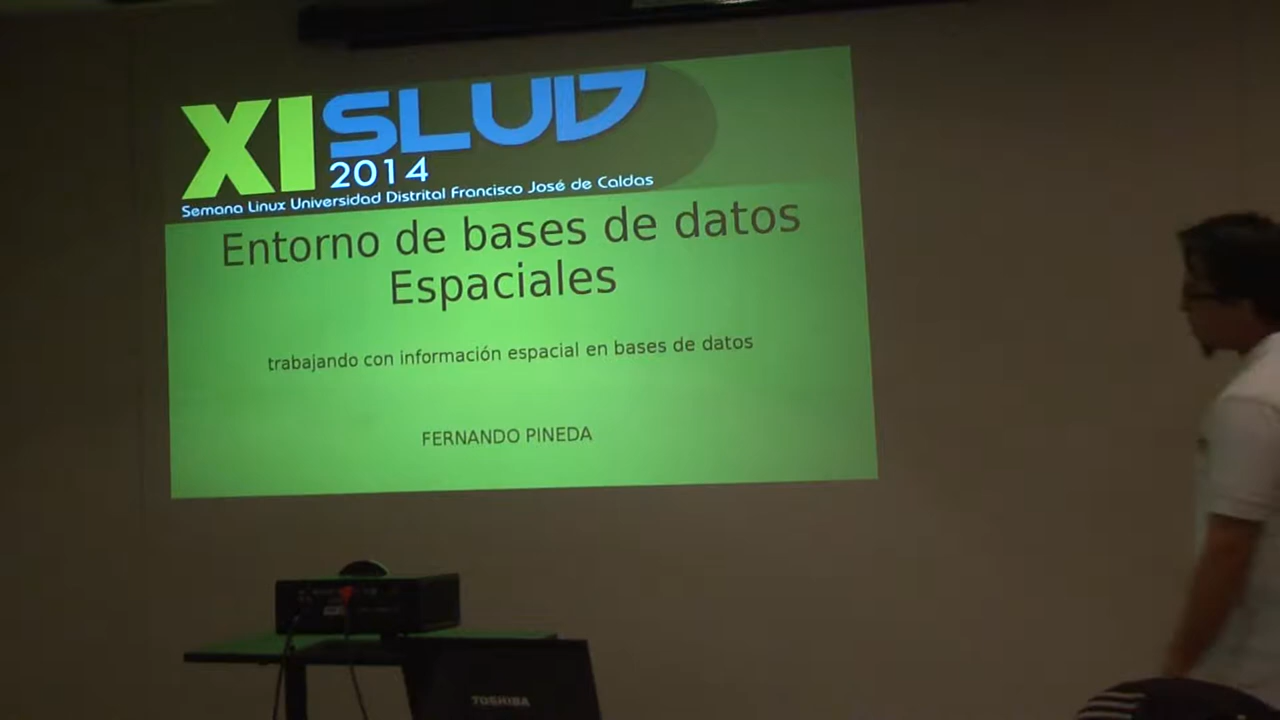 XI SLUD
2014
Semana Linux Universidad Distrital Francisco José de Caldas
Entorno de bases de datos
Espaciales
trabajando con información espacial en bases de datos
FERNANDO PINEDA
TOSHIBA